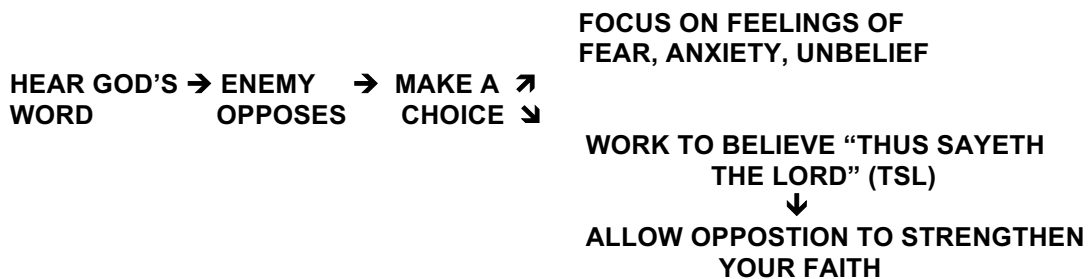 FOCUS ON FEELINGS OF
FEAR, ANXIETY, UNBELIEF
HEAR GOD’S → ENEMY → MAKE A ↗
WORD OPPOSES CHOICE ↘
WORK TO BELIEVE “THUS SAYETH
THE LORD” (TSL)
↓
ALLOW OPPOSTION TO STRENGTHEN
YOUR FAITH